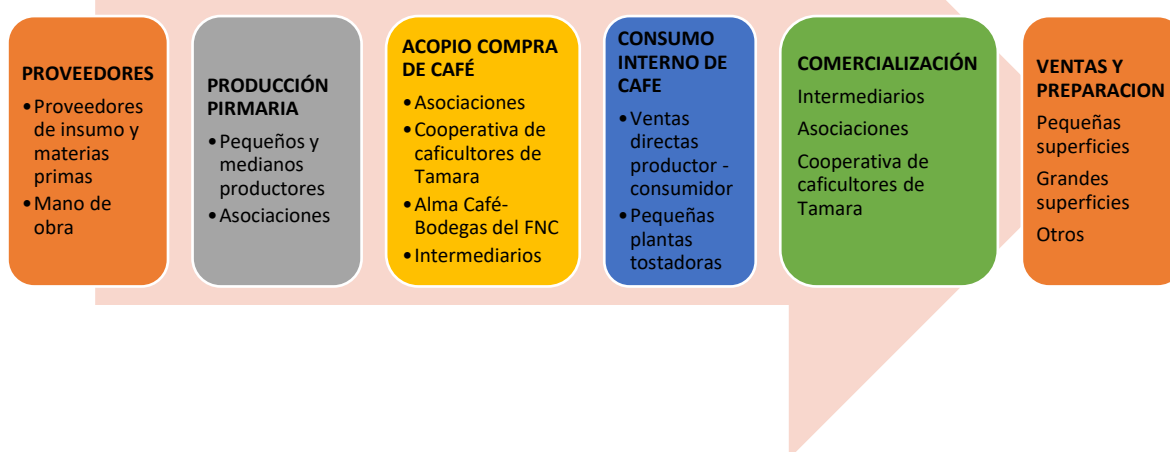 PROVEEDORES
•Proveedores
de insumo y
materias
primas
•Mano de
obra
PRODUCCIÓN
PIRMARIA
•Pequeños y
medianos
productores
•Asociaciones
ACOPIO COMPRA
DE CAFÉ
•Asociaciones
•Cooperativa de
caficultores de
Tamara
•Alma Café-
Bodegas del FNC
•Intermediarios
CONSUMO
INTERNO DE
CAFE
•Ventas
directas
productor -
consumidor
•Pequeñas
plantas
tostadoras
COMERCIALIZACIÓN
Intermediarios
Asociaciones
Cooperativa de
caficultores de
Tamara
VENTAS Y
PREPARACION
Pequeñas
superficies
Grandes
superficies
Otros